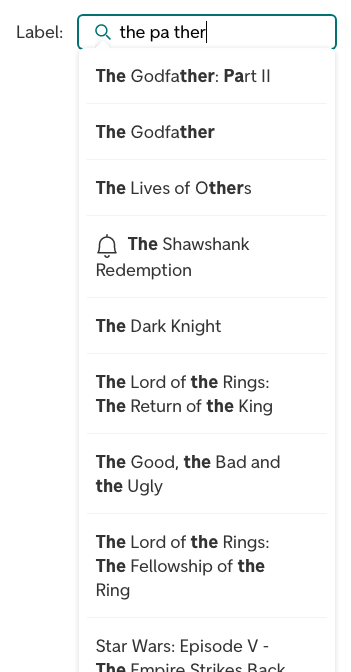 Label: the pa ther
The Godfather: Part II
The Godfather
The Lives of Others
The Shawshank
Redemption
The Dark Knight
The Lord of the Rings:
The Return of the King
The Good, the Bad and
the Ugly
The Lord of the Rings:
The Fellowship of the
Ring
Star Wars: Episode V -
The Empire Strikes Back